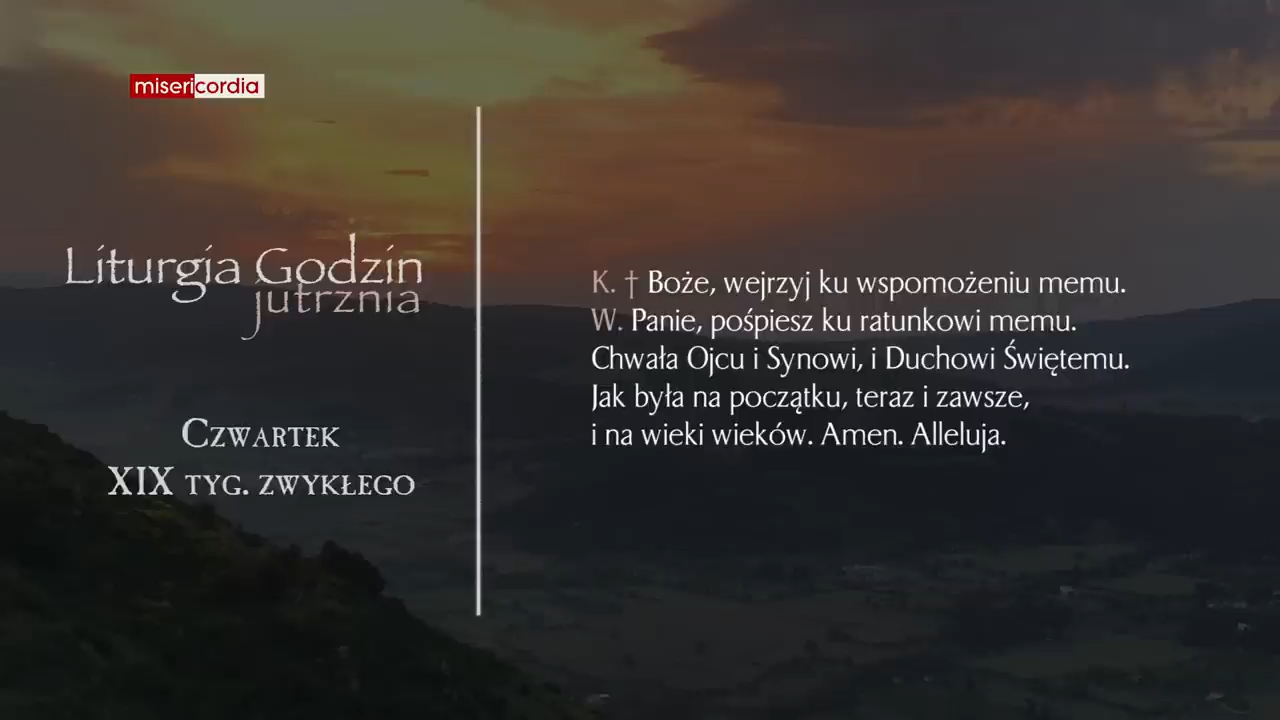 misericordia
Liturgia Godzin
jutrznia
Czwartek
XIX tyg. zwykłego
K. † Boże, wejrzyj ku wspomożeniu memu.
W. Panie, pośpiesz ku ratunkowi memu.
Chwała Ojcu i Synowi, i Duchowi Świętemu.
Jak była na początku, teraz i zawsze,
i na wieki wieków. Amen. Alleluja.